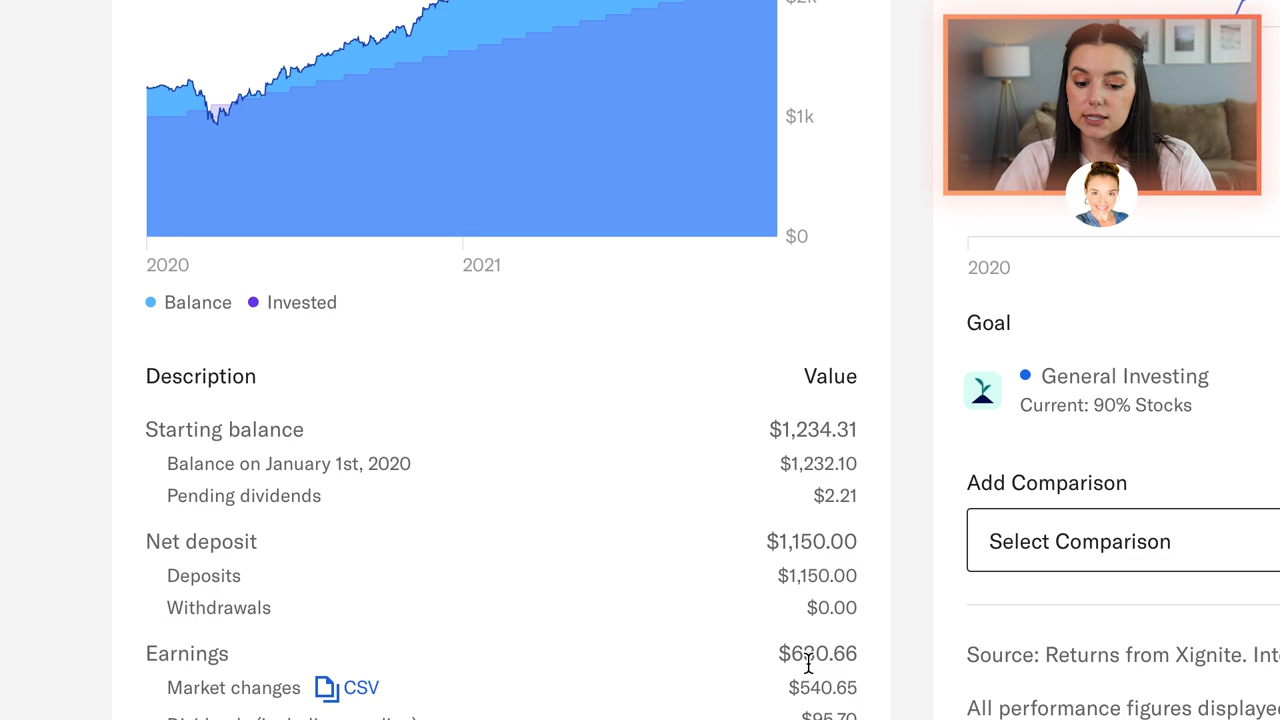 $2k
$1k
$0
2020
2021
Balance
Invested
Description
Value
Starting balance
$1,234.31
Balance on January 1st, 2020
$1,232.10
Pending dividends
$2.21
Net deposit
$1,150.00
Deposits
$1,150.00
Withdrawals
$0.00
Earnings
Market changes
CSV
$540.65
$95.70
2020
Goal
General Investing
Current: 90% Stocks
Add Comparison
Select Comparison
Source: Returns from Xignite.
All performance figures